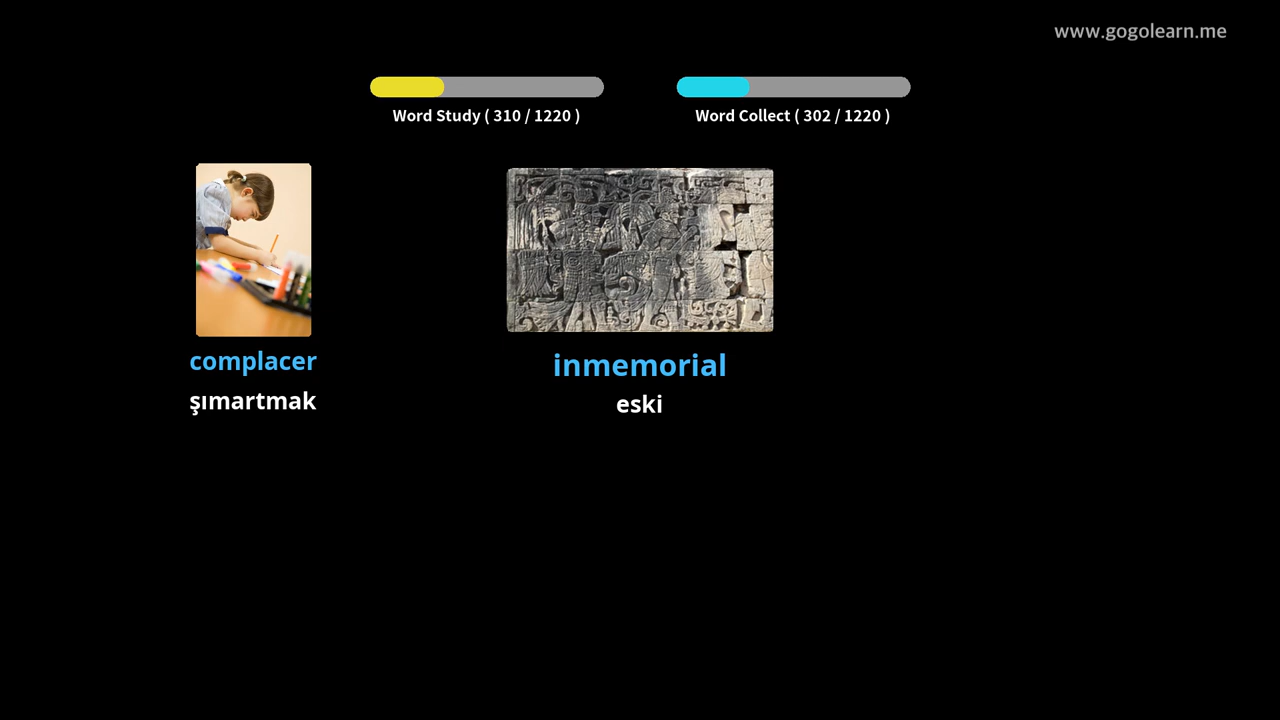 www.gogolearn.me
Word Study ( 310 / 1220 )
Word Collect ( 302 / 1220 )
complacer
şımartmak
inmemorial
eski